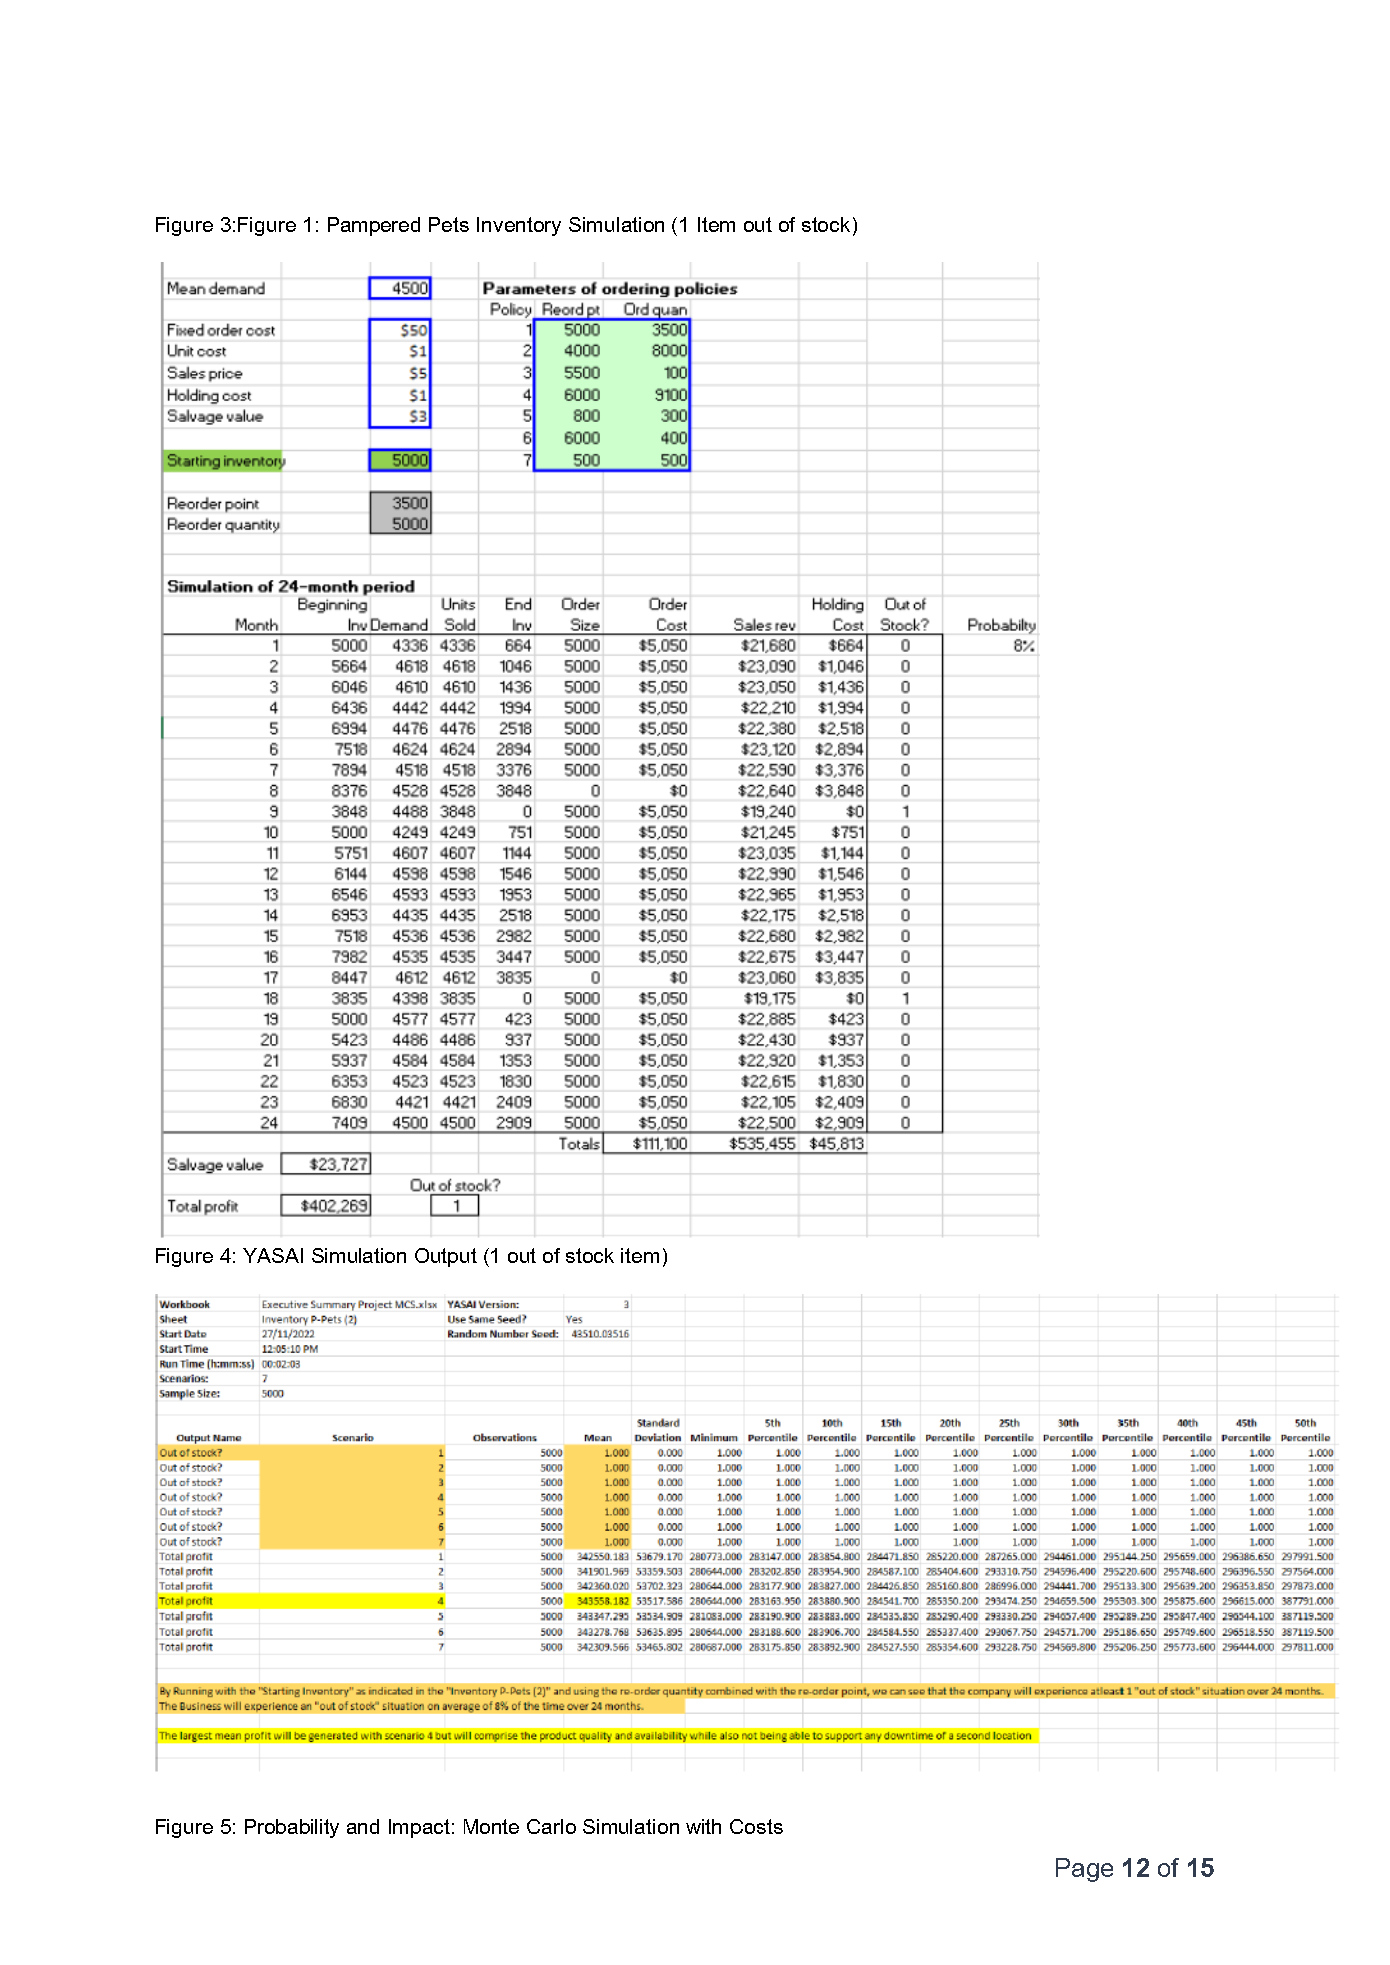 Figure 3:Figure 1: Pampered Pets Inventory Simulation (1 Item out of stock)
Mean demand 4500 Parameters of ordering policies
Policy Reord pt Ord quan
Fixed order cost $50 1 5000 3500
Unit cost $1 2 4000 8000
Sales price $5 3 5500 100
Holding cost $1 4 6000 9100
Salvage value $3 5 800 300
6 6000 400
Starting inventory 5000 7 500 500
Reorder point 3500
Reorder quantity 5000
Simulation of 24-month period
Beginning Units End Order Order Holding Out of
Month Inv Demand Sold Inv Size Cost Sales rev Cost Stock? Probabilty
1 5000 4336 4336 664 5000 $5,050 $21,680 $664 0 8%
2 5664 4618 4618 1046 5000 $5,050 $23,090 $1,046 0
3 6046 4610 4610 1436 5000 $5,050 $23,050 $1,436 0
4 6436 4442 4442 1994 5000 $5,050 $22,210 $1,994 0
5 6994 4476 4476 2518 5000 $5,050 $22,380 $2,518 0
6 7518 4624 4624 2894 5000 $5,050 $23,120 $2,894 0
7 7894 4518 4518 3376 5000 $5,050 $22,590 $3,376 0
8 8376 4528 4528 3848 0 $0 $22,640 $3,848 0
9 3848 4488 3848 0 5000 $5,050 $19,240 $0 1
10 5000 4249 4249 751 5000 $5,050 $21,245 $751 0
11 5751 4607 4607 1144 5000 $5,050 $23,035 $1,144 0
12 6144 4598 4598 1546 5000 $5,050 $22,990 $1,546 0
13 6546 4593 4593 1953 5000 $5,050 $22,965 $1,953 0
14 6953 4435 4435 2518 5000 $5,050 $22,175 $2,518 0
15 7518 4536 4536 2982 5000 $5,050 $22,680 $2,982 0
16 7982 4535 4535 3447 5000 $5,050 $22,675 $3,447 0
17 8447 4612 4612 3835 0 $0 $23,060 $3,835 0
18 3835 4398 3835 0 5000 $5,050 $19,175 $0 1
19 5000 4577 4577 423 5000 $5,050 $22,885 $423 0
20 5423 4486 4486 937 5000 $5,050 $22,430 $937 0
21 5937 4584 4584 1353 5000 $5,050 $22,920 $1,353 0
22 6353 4523 4523 1830 5000 $5,050 $22,615 $1,830 0
23 6830 4421 4421 2409 5000 $5,050 $22,105 $2,409 0
24 7409 4500 4500 2909 5000 $5,050 $22,500 $2,909 0
Totals $111,100 $535,455 $45,813
Salvage value $23,727
Out of stock?
Total profit $402,269 1
Figure 4: YASAI Simulation Output (1 out of stock item)
Workbook Executive Summary Project MCS.xlsx YASAI Version: 3
Sheet Inventory P-Pets (2) Use Same Seed? Yes
Start Date 27/11/2022 Random Number Seed: 43510.03516
Start Time 12:05:10 PM
Run Time (h:mm:ss) 00:02:03
Scenarios: 7
Sample Size: 5000
Standard 5th 10th 15th 20th 25th 30th 35th 40th 45th 50th
Output Name Scenario Observations Mean Deviation Minimum Percentile Percentile Percentile Percentile Percentile Percentile Percentile Percentile Percentile Percentile
Out of stock? 1 5000 1.000 0.000 1.000 1.000 1.000 1.000 1.000 1.000 1.000 1.000 1.000 1.000 1.000
Out of stock? 2 5000 1.000 0.000 1.000 1.000 1.000 1.000 1.000 1.000 1.000 1.000 1.000 1.000 1.000
Out of stock? 3 5000 1.000 0.000 1.000 1.000 1.000 1.000 1.000 1.000 1.000 1.000 1.000 1.000 1.000
Out of stock? 4 5000 1.000 0.000 1.000 1.000 1.000 1.000 1.000 1.000 1.000 1.000 1.000 1.000 1.000
Out of stock? 5 5000 1.000 0.000 1.000 1.000 1.000 1.000 1.000 1.000 1.000 1.000 1.000 1.000 1.000
Out of stock? 6 5000 1.000 0.000 1.000 1.000 1.000 1.000 1.000 1.000 1.000 1.000 1.000 1.000 1.000
Out of stock? 7 5000 1.000 0.000 1.000 1.000 1.000 1.000 1.000 1.000 1.000 1.000 1.000 1.000 1.000
Total profit 1 5000 342550.183 53679.170 280773.000 283147.000 283854.800 284471.850 285220.000 287265.000 294461.000 295144.250 295659.000 296386.650 297991.500
Total profit 2 5000 341901.969 53359.503 280644.000 283202.850 283954.900 284587.100 285426.800 293310.750 294596.400 295220.600 295748.600 296396.550 297564.000
Total profit 3 5000 342360.020 53702.323 280644.000 283177.900 283827.000 284426.850 285160.800 286996.000 294441.700 295133.300 295639.200 296353.850 297873.000
Total profit 4 5000 343558.182 53517.586 280644.000 283163.950 283880.900 284541.700 285350.200 293474.250 294659.500 295303.300 295875.600 296615.000 387791.000
Total profit 5 5000 343347.295 53534.909 281083.000 283190.900 283883.600 284535.850 285290.400 293330.250 294657.400 295289.250 295847.400 296544.100 387119.500
Total profit 6 5000 343278.768 53635.895 280644.000 283188.600 283906.700 284584.550 285337.400 293067.750 294571.700 295186.650 295749.600 296518.550 387119.500
Total profit 7 5000 342309.566 53465.802 280687.000 283175.850 283892.900 284527.550 285354.600 293228.750 294569.800 295206.250 295773.600 296444.000 297811.000
By Running with the "Starting Inventory" as indicated in the "Inventory P-Pets (2)" and using the re-order quantity combined with the re-order point, we can see that the company will experience atleast 1 "out of stock" situation over 24 months.
The Business will experience an "out of stock" situation on average of 8% of the time over 24 months.
The largest mean profit will be generated with scenario 4 but will comprise the product quality and availability while also not being able to support any downtime of a second location
Figure 5: Probability and Impact: Monte Carlo Simulation with Costs
Page 12 of 15